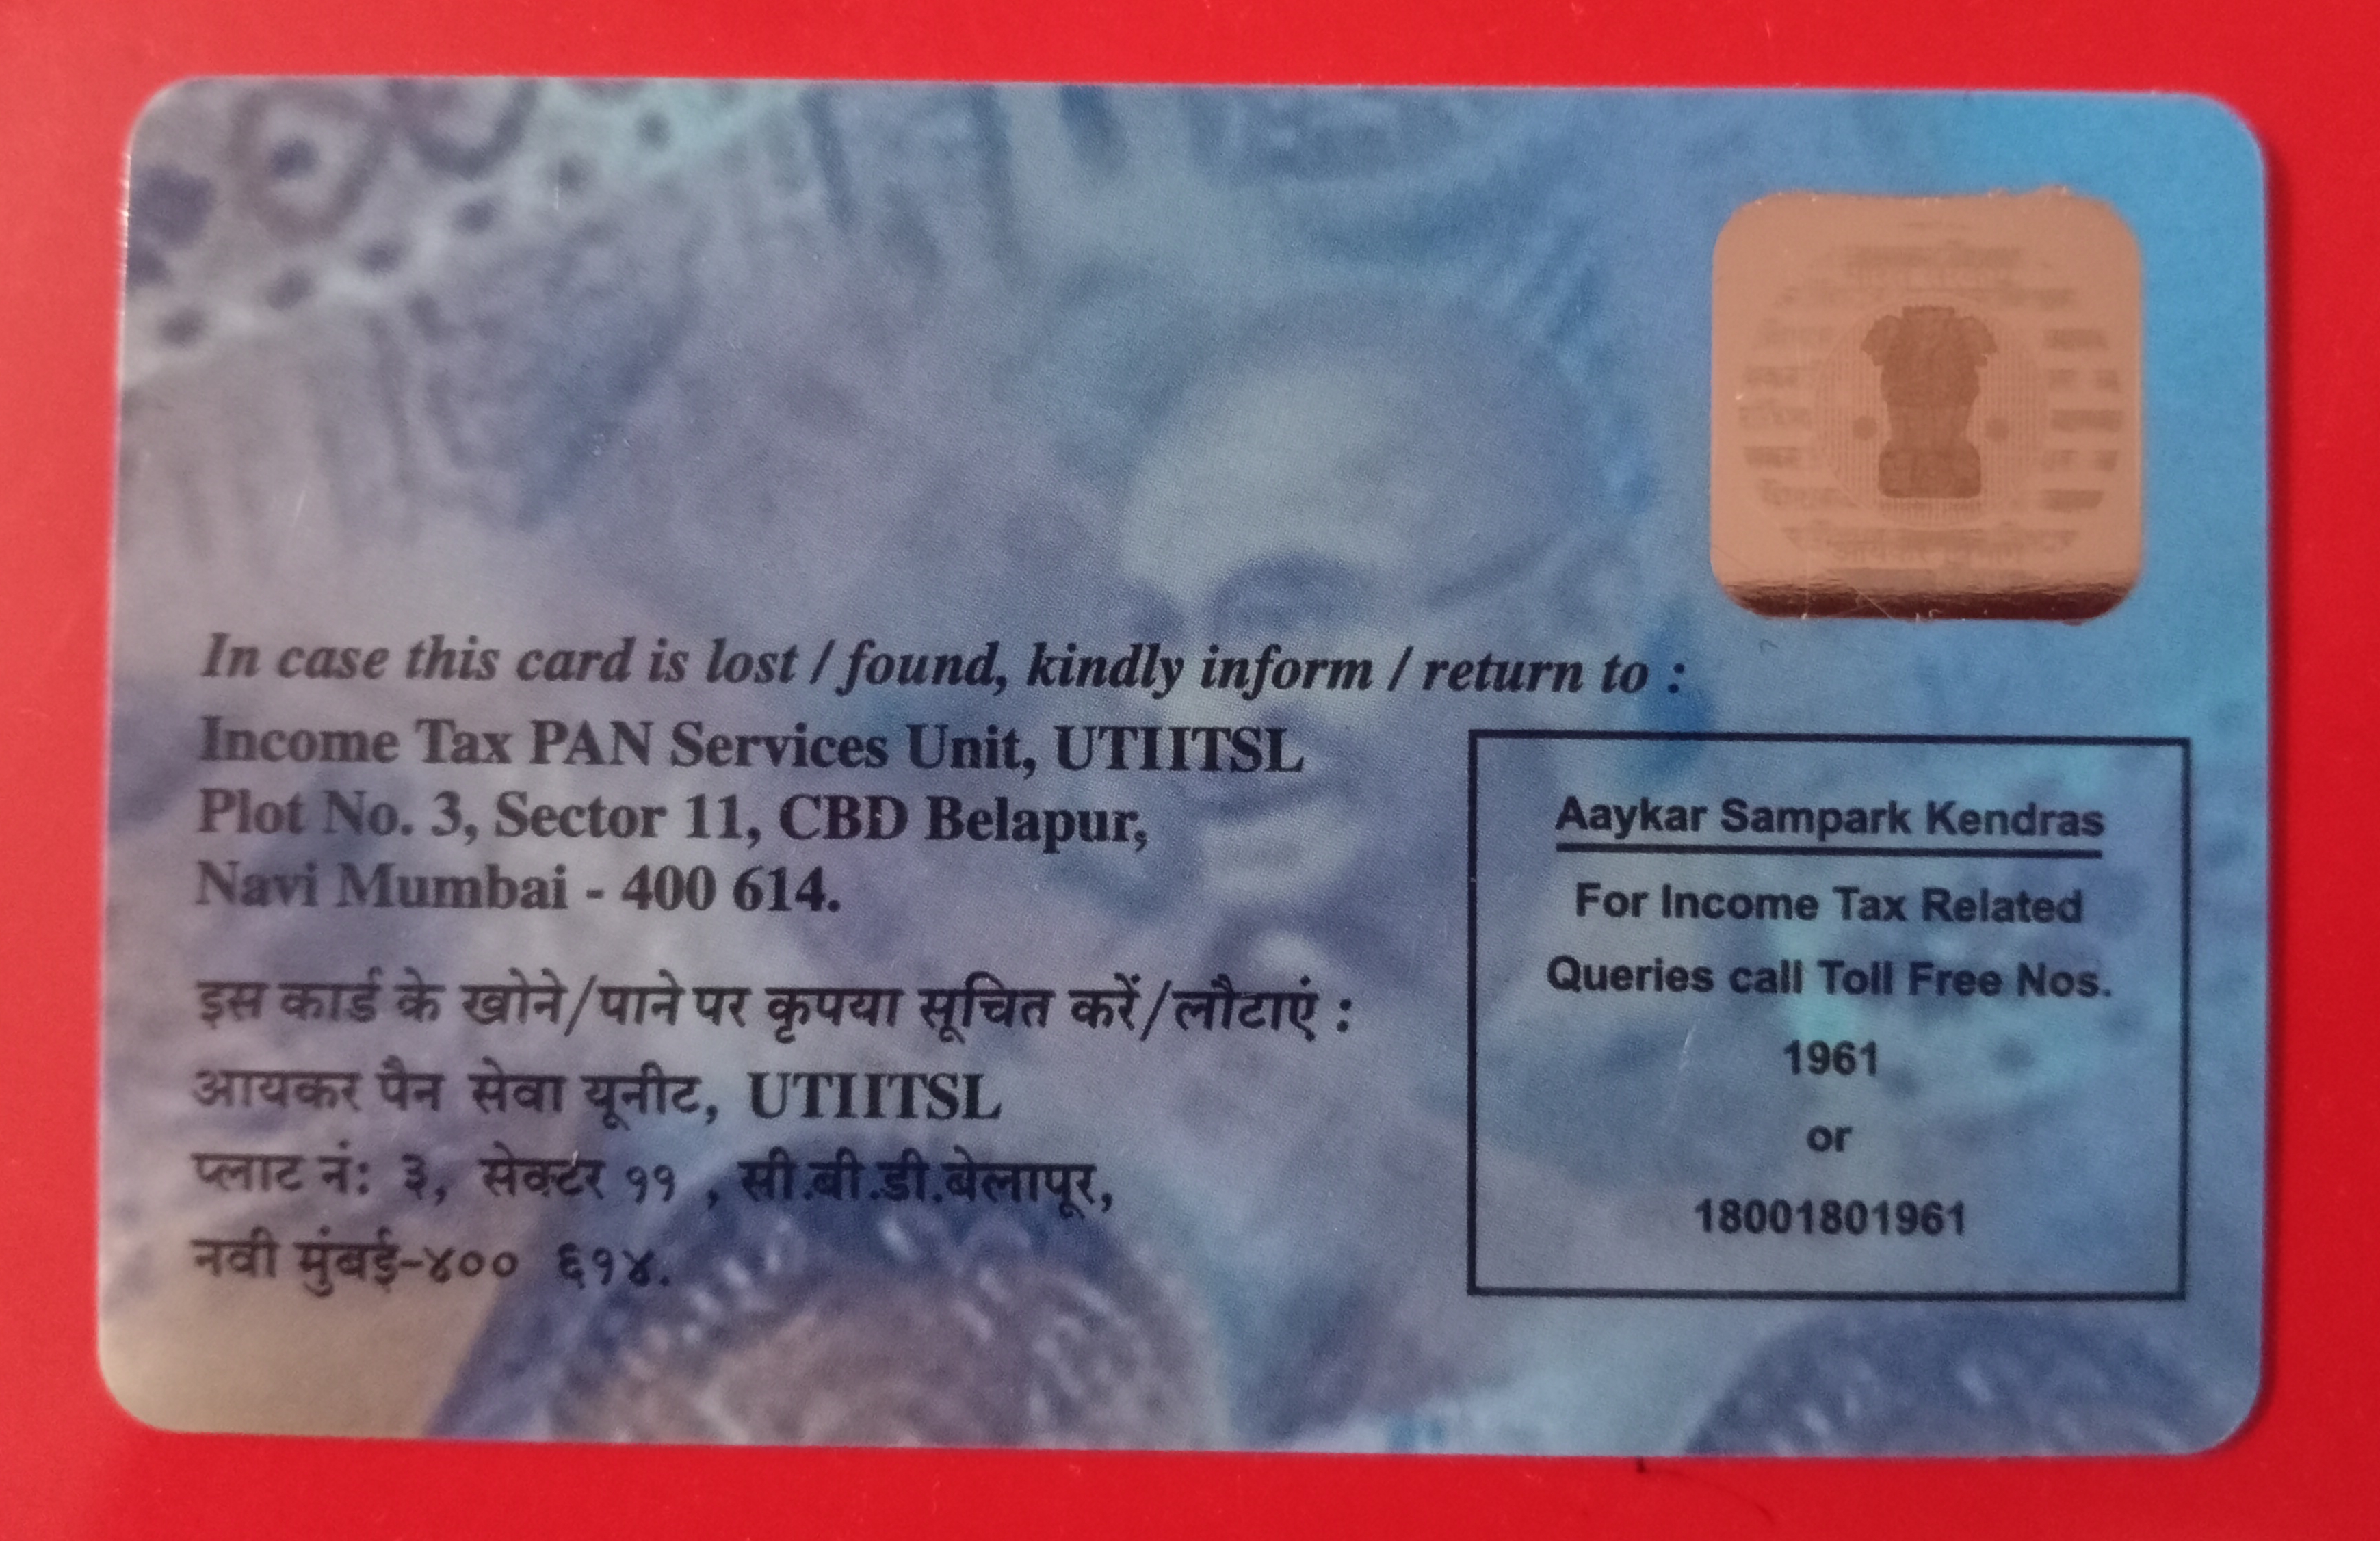 In case this card is lost / found, kindly inform / return to :
Income Tax PAN Services Unit, UTIITSL
Plot No. 3, Sector 11, CBD Belapur,
Navi Mumbai - 400 614.
इस कार्ड के खोने/पाने पर कृपया सूचित करें/लौटाएं :
आयकर पैन सेवा यूनीट, UTIITSL
प्लाट नं: ३, सेक्टर ११ , सी.बी.डी.बेलापूर,
नवी मुंबई-४०० ६१४.
Aaykar Sampark Kendras
For Income Tax Related
Queries call Toll Free Nos.
1961
or
18001801961